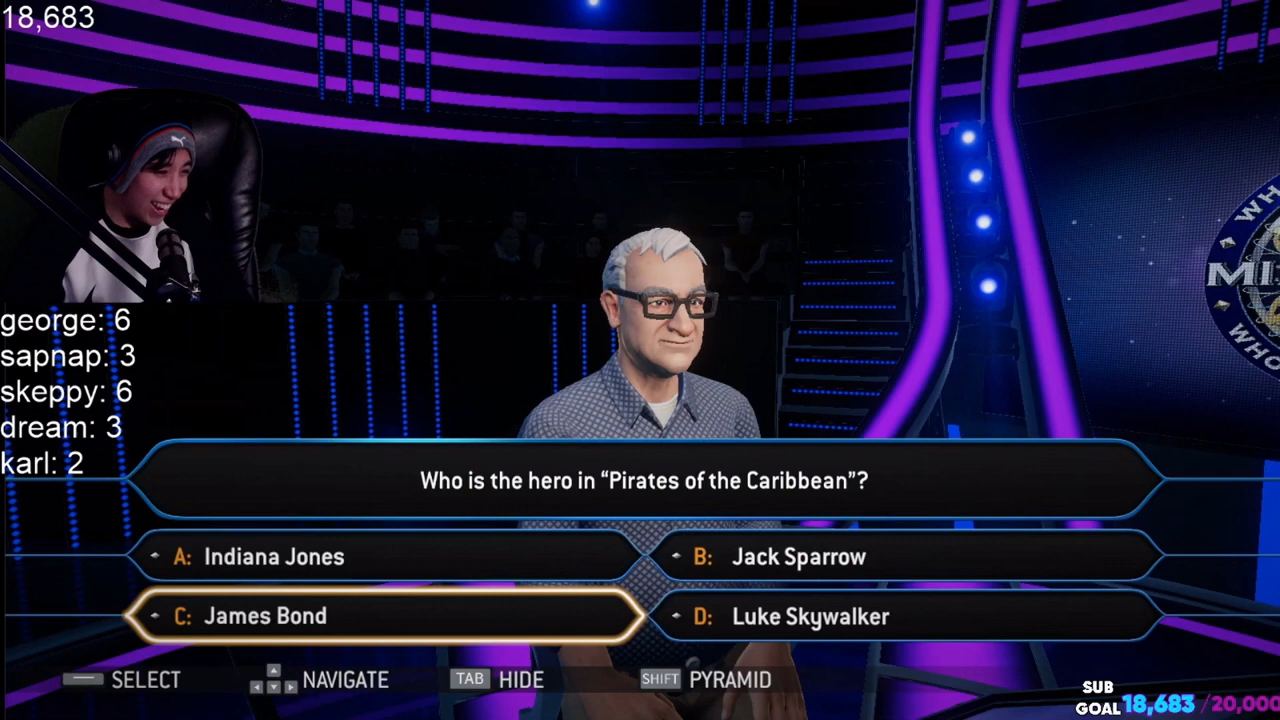 18,683
george: 6
sapnap: 3
skeppy: 6
dream: 3
karl: 2
Who is the hero in “Pirates of the Caribbean”?
A: Indiana Jones
B: Jack Sparrow
C: James Bond
D: Luke Skywalker
SELECT
NAVIGATE
TAB HIDE
SHIFT PYRAMID
SUB
GOAL 18,683 /20,000